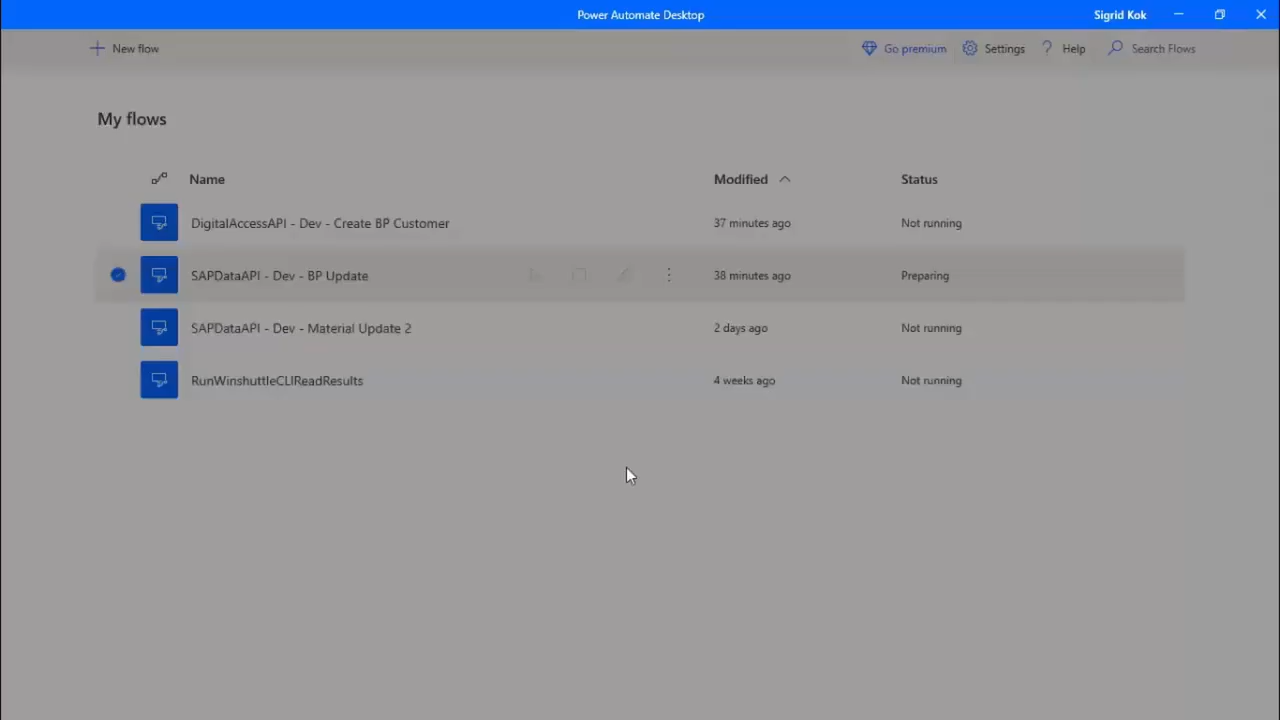 Power Automate Desktop
Sigrid Kok
New flow
Go premium
Settings
Help
Search Flows
My flows
Name Modified Status
DigitalAccessAPI - Dev - Create BP Customer 37 minutes ago Not running
SAPDataAPI - Dev - BP Update 38 minutes ago Preparing
SAPDataAPI - Dev - Material Update 2 2 days ago Not running
RunWinshuttleCLIReadResults 4 weeks ago Not running